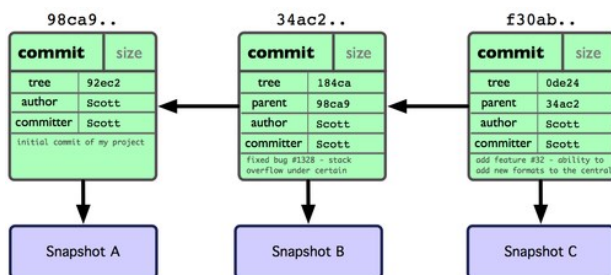 98ca9..
commit size
tree 92ec2
author Scott
committer Scott
initial commit of my project
Snapshot A
34ac2..
commit size
tree 184ca
parent 98ca9
author Scott
committer Scott
fixed bug #1328 - stack
overflow under certain
Snapshot B
f30ab..
commit size
tree 0de24
parent 34ac2
author Scott
committer Scott
add feature #32 - ability to
add new formats to the central
Snapshot C